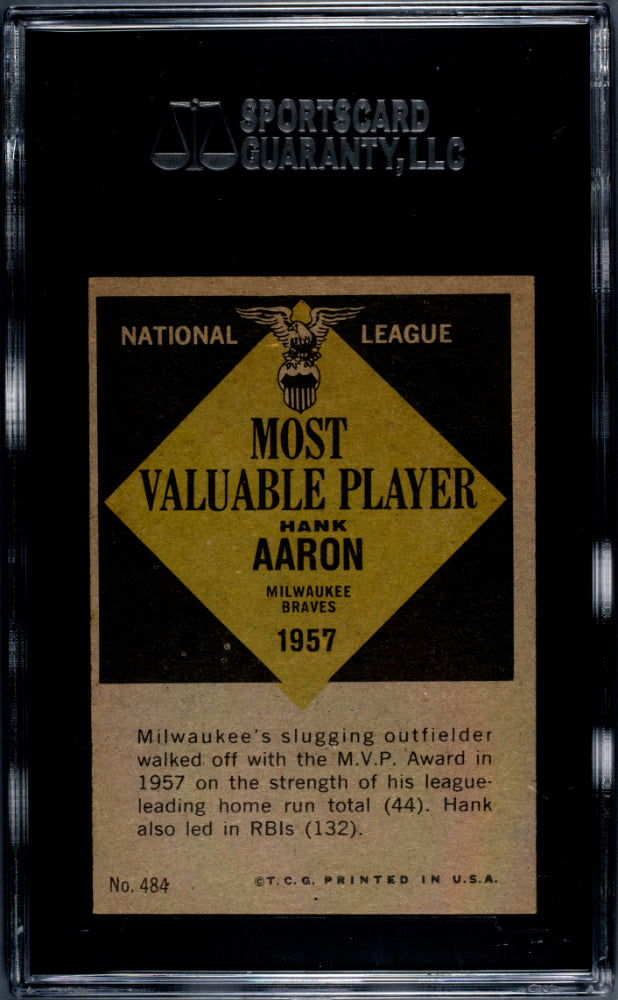 SPORTSCARD
GUARANTY, LLC
NATIONAL LEAGUE
MOST
VALUABLE PLAYER
HANK
AARON
MILWAUKEE
BRAVES
1957
Milwaukee's slugging outfielder
walked off with the M.V.P. Award in
1957 on the strength of his league-
leading home run total (44). Hank
also led in RBIs (132).
No. 484 ©T.C.G. PRINTED IN U.S.A.